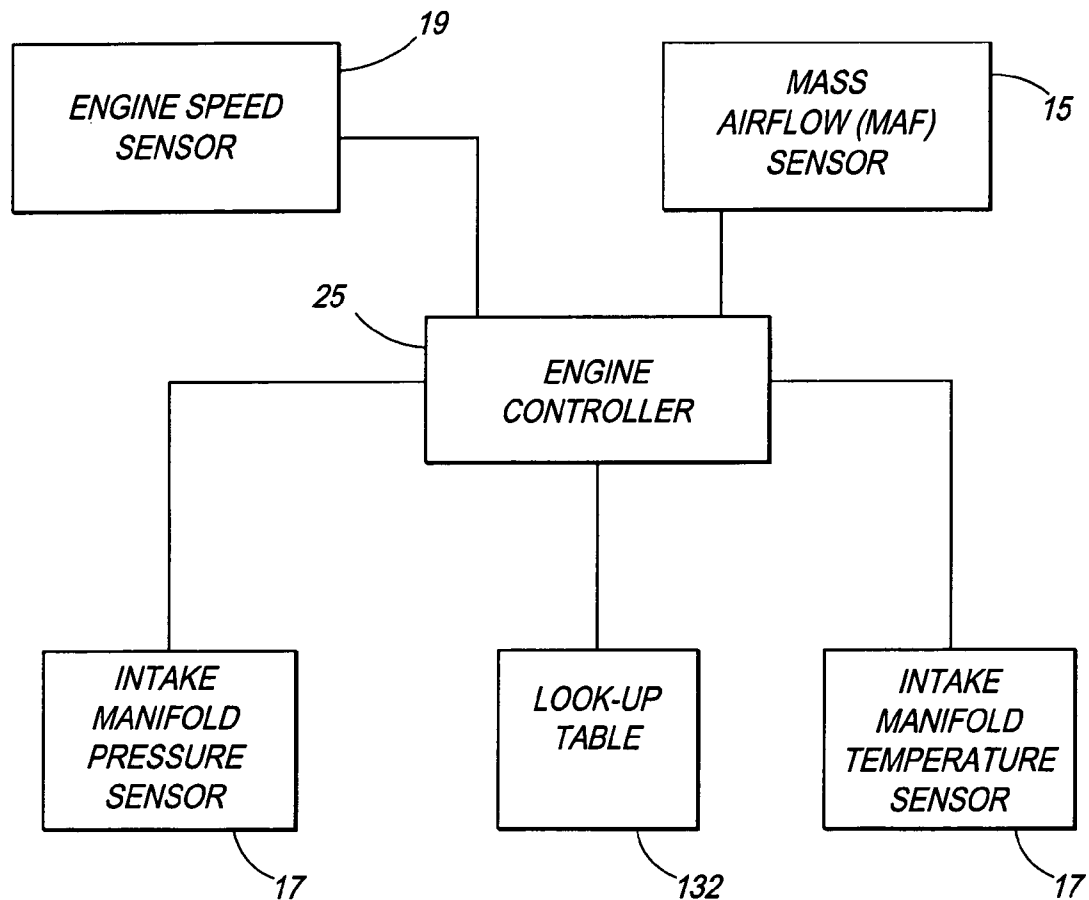 19
ENGINE SPEED
SENSOR
MASS
AIRFLOW (MAF)
SENSOR
15
25
ENGINE
CONTROLLER
INTAKE
MANIFOLD
PRESSURE
SENSOR
17
LOOK-UP
TABLE
132
INTAKE
MANIFOLD
TEMPERATURE
SENSOR
17